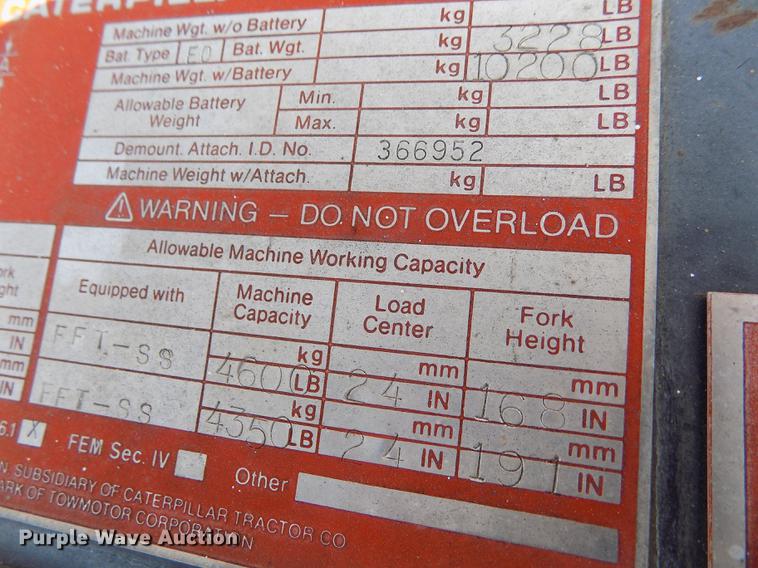 CATERPILLAR
Machine Wgt. w/o Battery kg LB
Bat. Type EO Bat. Wgt. kg 3228 LB
Machine Wgt. w/Battery kg 10200 LB
Allowable Battery Weight Min. kg LB
Max. kg LB
Demount. Attach. I.D. No. 366952
Machine Weight w/Attach. kg LB
WARNING – DO NOT OVERLOAD
Allowable Machine Working Capacity
Equipped with Machine Capacity Load Center Fork Height
mm kg mm mm
IN FFT-SS 4600 LB 24 IN 168 IN
mm kg mm mm
IN FFT-SS 4350 LB 24 IN 191 IN
6.1 X FEM Sec. IV Other
N. SUBSIDIARY OF CATERPILLAR TRACTOR CO
ARK OF TOWMOTOR CORPORATION
Purple Wave Auction